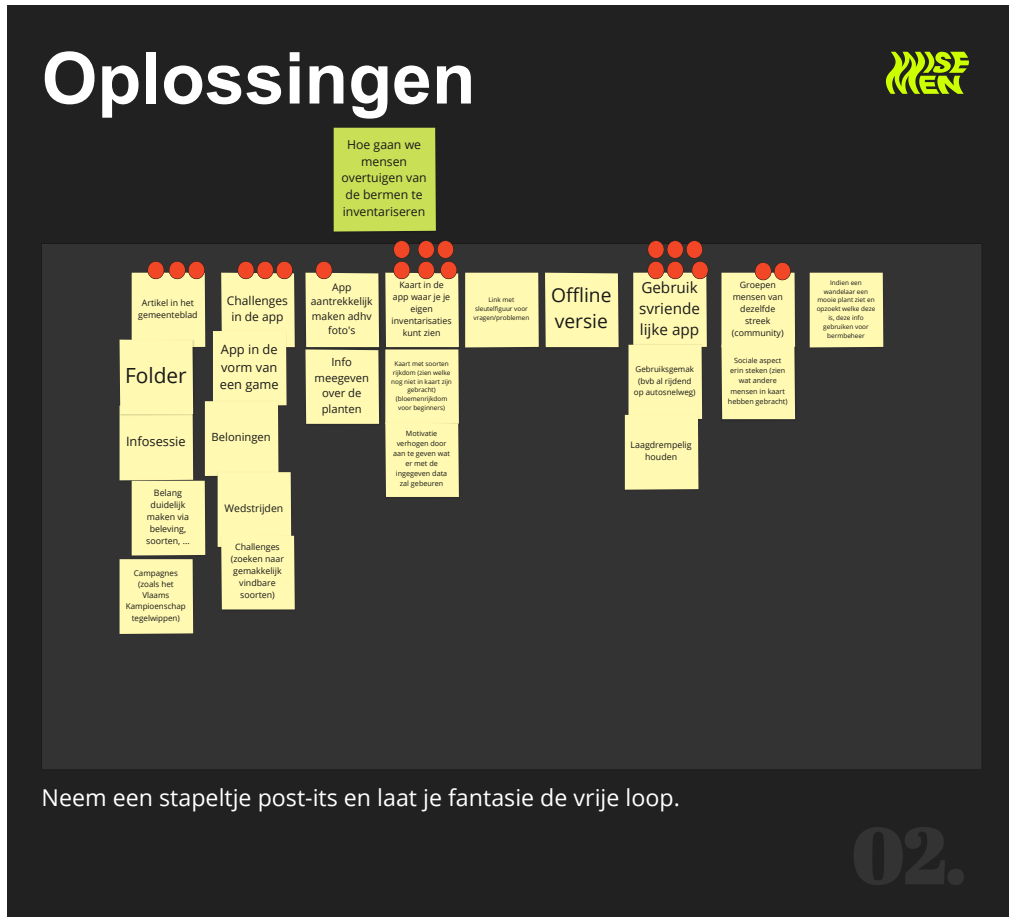 Oplossingen
WISE
MEN
Hoe gaan we
mensen
overtuigen van
de bermen te
inventariseren
Artikel in het
gemeenteblad
Folder
Infosessie
Belang
duidelijk
maken via
beleving,
soorten, ...
Campagnes
(zoals het
Vlaams
Kampioenschap
tegelwippen)
Challenges
in de app
App in de
vorm van
een game
Beloningen
Wedstrijden
Challenges
(zoeken naar
gemakkelijk
vindbare
soorten)
App
aantrekkelijk
maken adhv
foto's
Info
meegeven
over de
planten
Kaart in de
app waar je je
eigen
inventarisaties
kunt zien
Kaart met soorten
rijkdom (zien welke
nog niet in kaart zijn
gebracht)
(bloemenrijkdom
voor beginners)
Motivatie
verhogen door
aan te geven wat
er met de
ingegeven data
zal gebeuren
Link met
sleutelfiguur voor
vragen/problemen
Offline
versie
Gebruik
svriende
lijke app
Gebruiksgemak
(bvb al rijdend
op autosnelweg)
Laagdrempelig
houden
Groepen
mensen van
dezelfde
streek
(community)
Sociale aspect
erin steken (zien
wat andere
mensen in kaart
hebben gebracht)
Indien een
wandelaar een
mooie plant ziet en
opzoekt welke deze
is, deze info
gebruiken voor
bermbeheer
Neem een stapeltje post-its en laat je fantasie de vrije loop.
02.